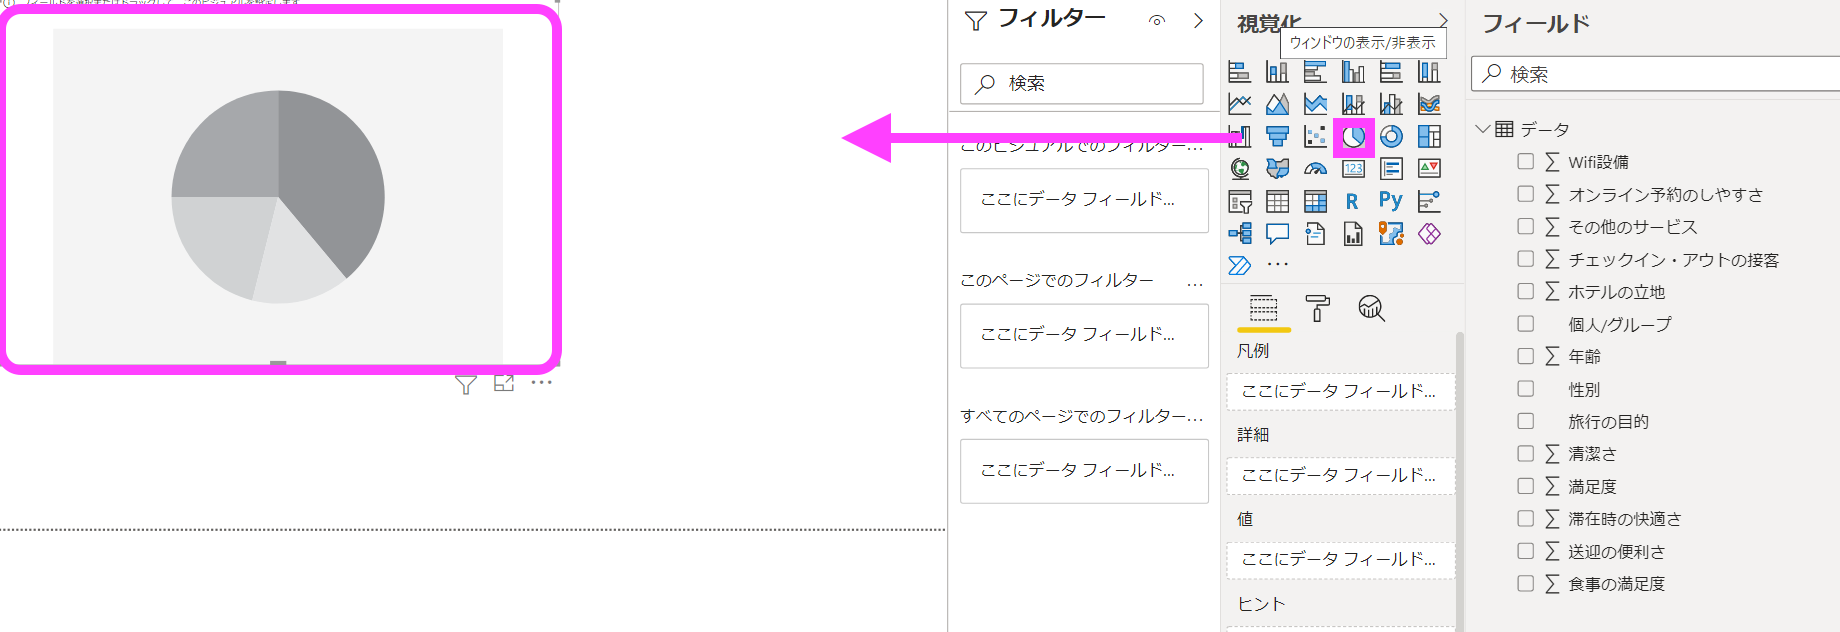 フィルター
検索
このビジュアルでのフィルター...
ここにデータ フィールド...
このページでのフィルター ...
ここにデータ フィールド...
すべてのページでのフィルター...
ここにデータ フィールド...
視覚化
ウィンドウの表示/非表示
123
R
Py
...
凡例
ここにデータ フィールド...
詳細
ここにデータ フィールド...
値
ここにデータ フィールド...
ヒント
フィールド
検索
データ
Σ Wifi設備
Σ オンライン予約のしやすさ
Σ その他のサービス
Σ チェックイン・アウトの接客
Σ ホテルの立地
個人/グループ
Σ 年齢
性別
旅行の目的
Σ 清潔さ
Σ 満足度
Σ 滞在時の快適さ
Σ 送迎の便利さ
Σ 食事の満足度